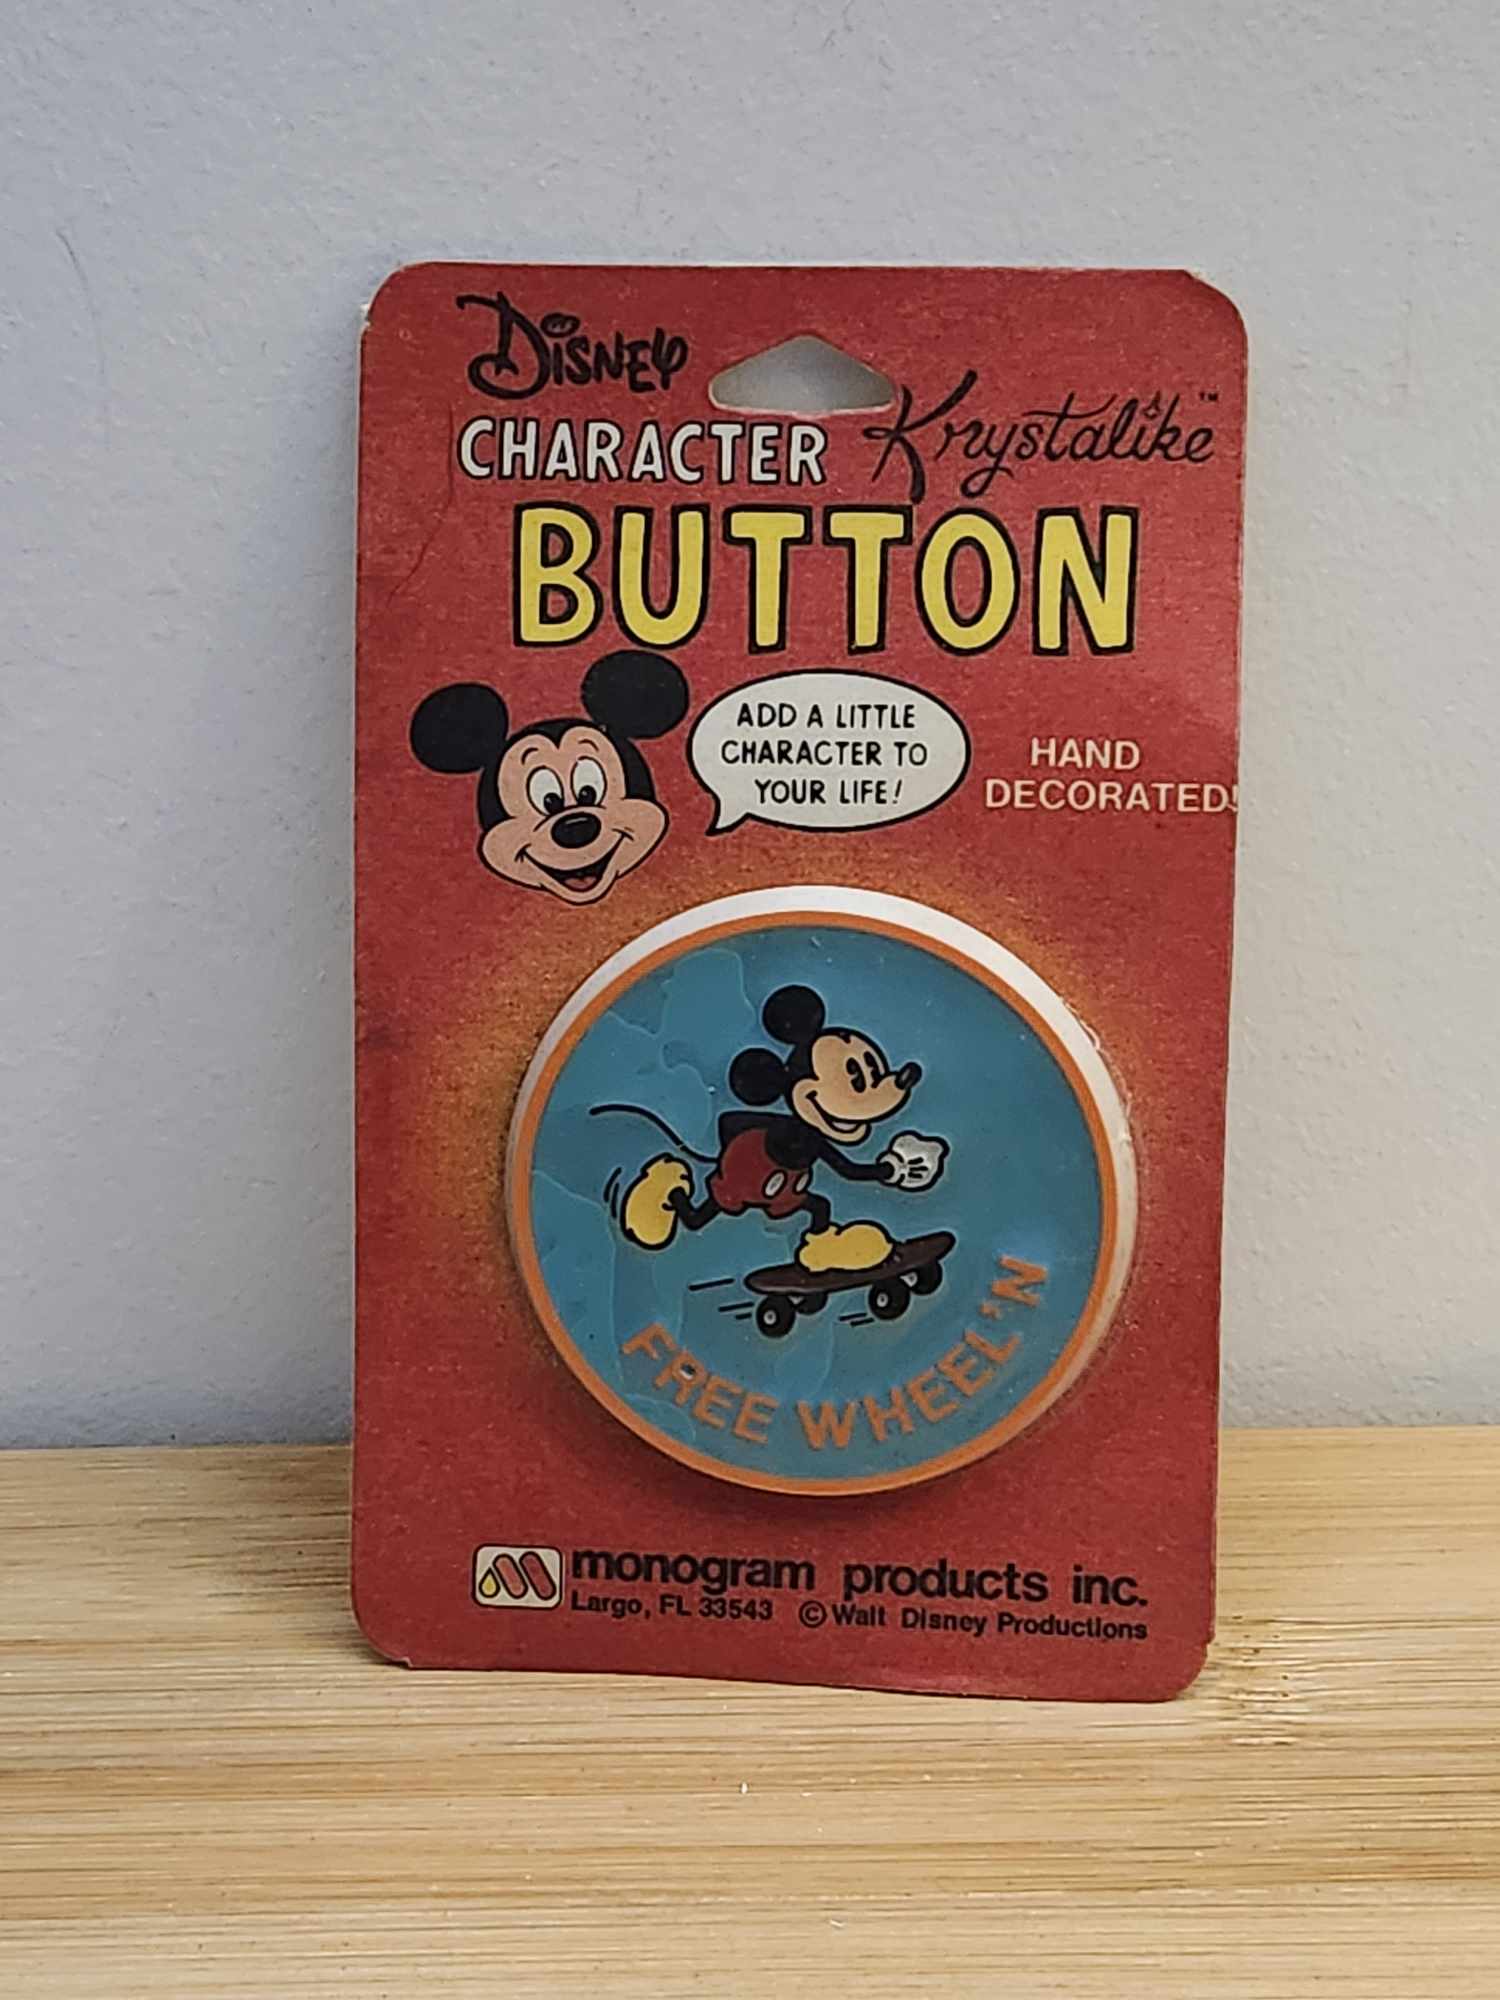 Disney
CHARACTER Krystalike™
BUTTON
ADD A LITTLE
CHARACTER TO
YOUR LIFE!
HAND
DECORATED!
FREE WHEEL'N
monogram products inc.
Largo, FL 33543 © Walt Disney Productions